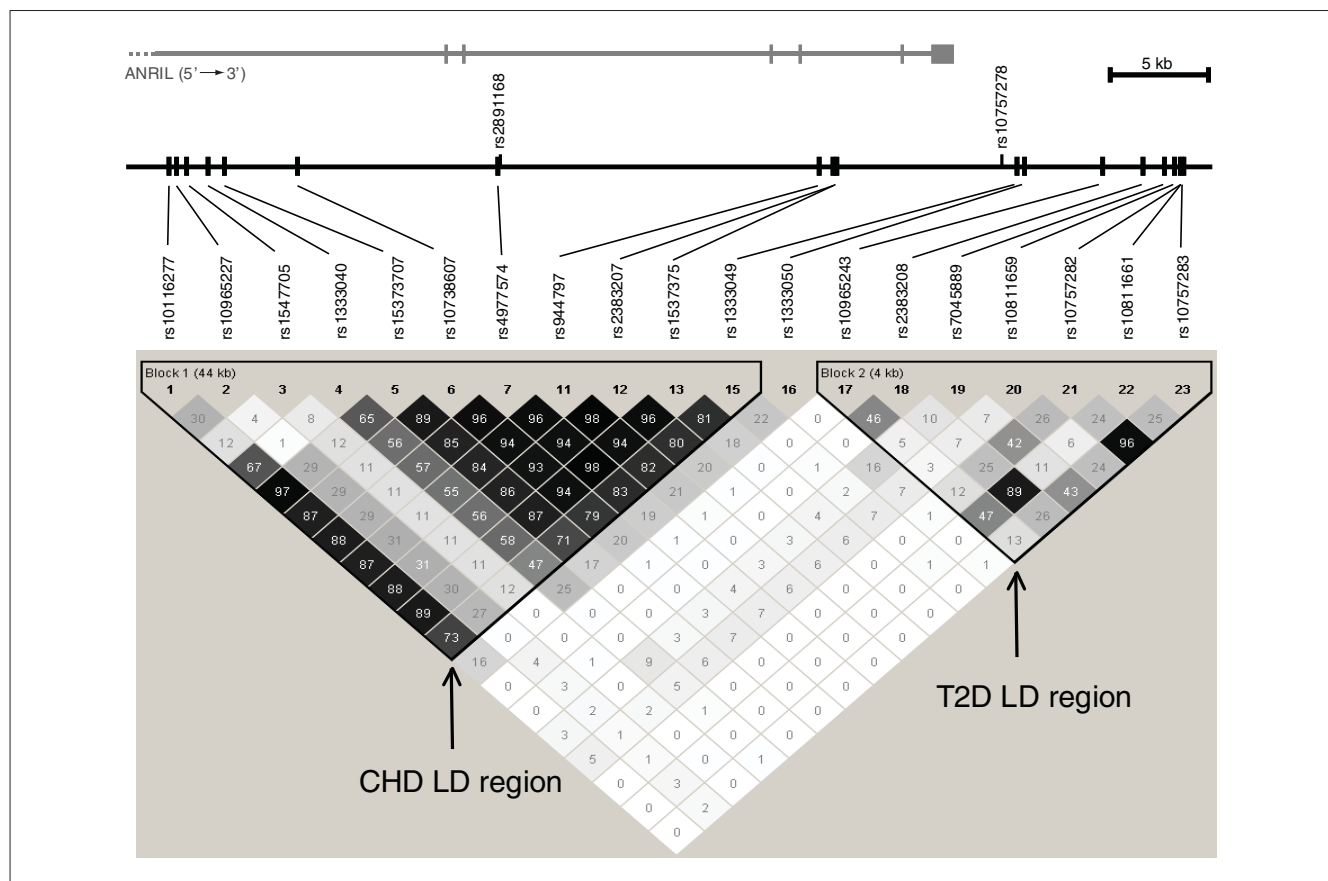 ANRIL (5' → 3')
5 kb
rs2891168
rs10757278
rs10116277
rs10965227
rs1547705
rs1333040
rs15373707
rs10738607
rs4977574
rs944797
rs2383207
rs1537375
rs1333049
rs1333050
rs10965243
rs2383208
rs7045889
rs10811659
rs10757282
rs10811661
rs10757283
Block 1 (44 kb)
Block 2 (4 kb)
1 2 3 4 5 6 7 11 12 13 15 16 17 18 19 20 21 22 23
30 4 8 65 89 96 96 98 96 81 22 0 46 10 7 26 24 25
12 1 12 56 85 94 94 94 80 18 0 0 5 7 42 6 96
67 29 11 57 84 93 98 82 20 0 1 16 3 25 11 24
97 29 11 55 86 94 83 21 1 0 2 7 12 89 43
87 29 11 56 87 79 19 1 0 4 7 1 47 26
88 31 11 58 71 20 1 0 3 6 0 0 13
87 31 11 47 17 1 0 3 6 0 1 1
88 30 12 25 0 0 4 6 0 0 0
89 27 0 0 0 3 7 0 0 0
73 0 0 0 3 7 0 0 0
16 4 1 9 6 0 0 0
0 3 0 5 0 0 0
0 2 2 1 0 0
3 1 0 0 0
5 1 0 1
0 3 0
0 2
0
CHD LD region
T2D LD region